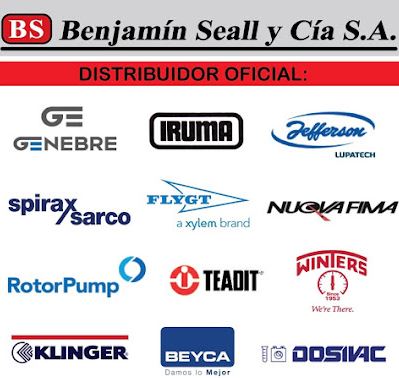 BS Benjamín Seall y Cía S.A.
DISTRIBUIDOR OFICIAL:
GE
GENEBRE
IRUMA
Jefferson
LUPATECH
spirax
sarco
FLYGT
a xylem brand
NUOVA FIMA
RotorPump
TEADIT
WINTERS
Since
1953
We're There.
KLINGER
BEYCA
Damos lo Mejor
DOSIVAC